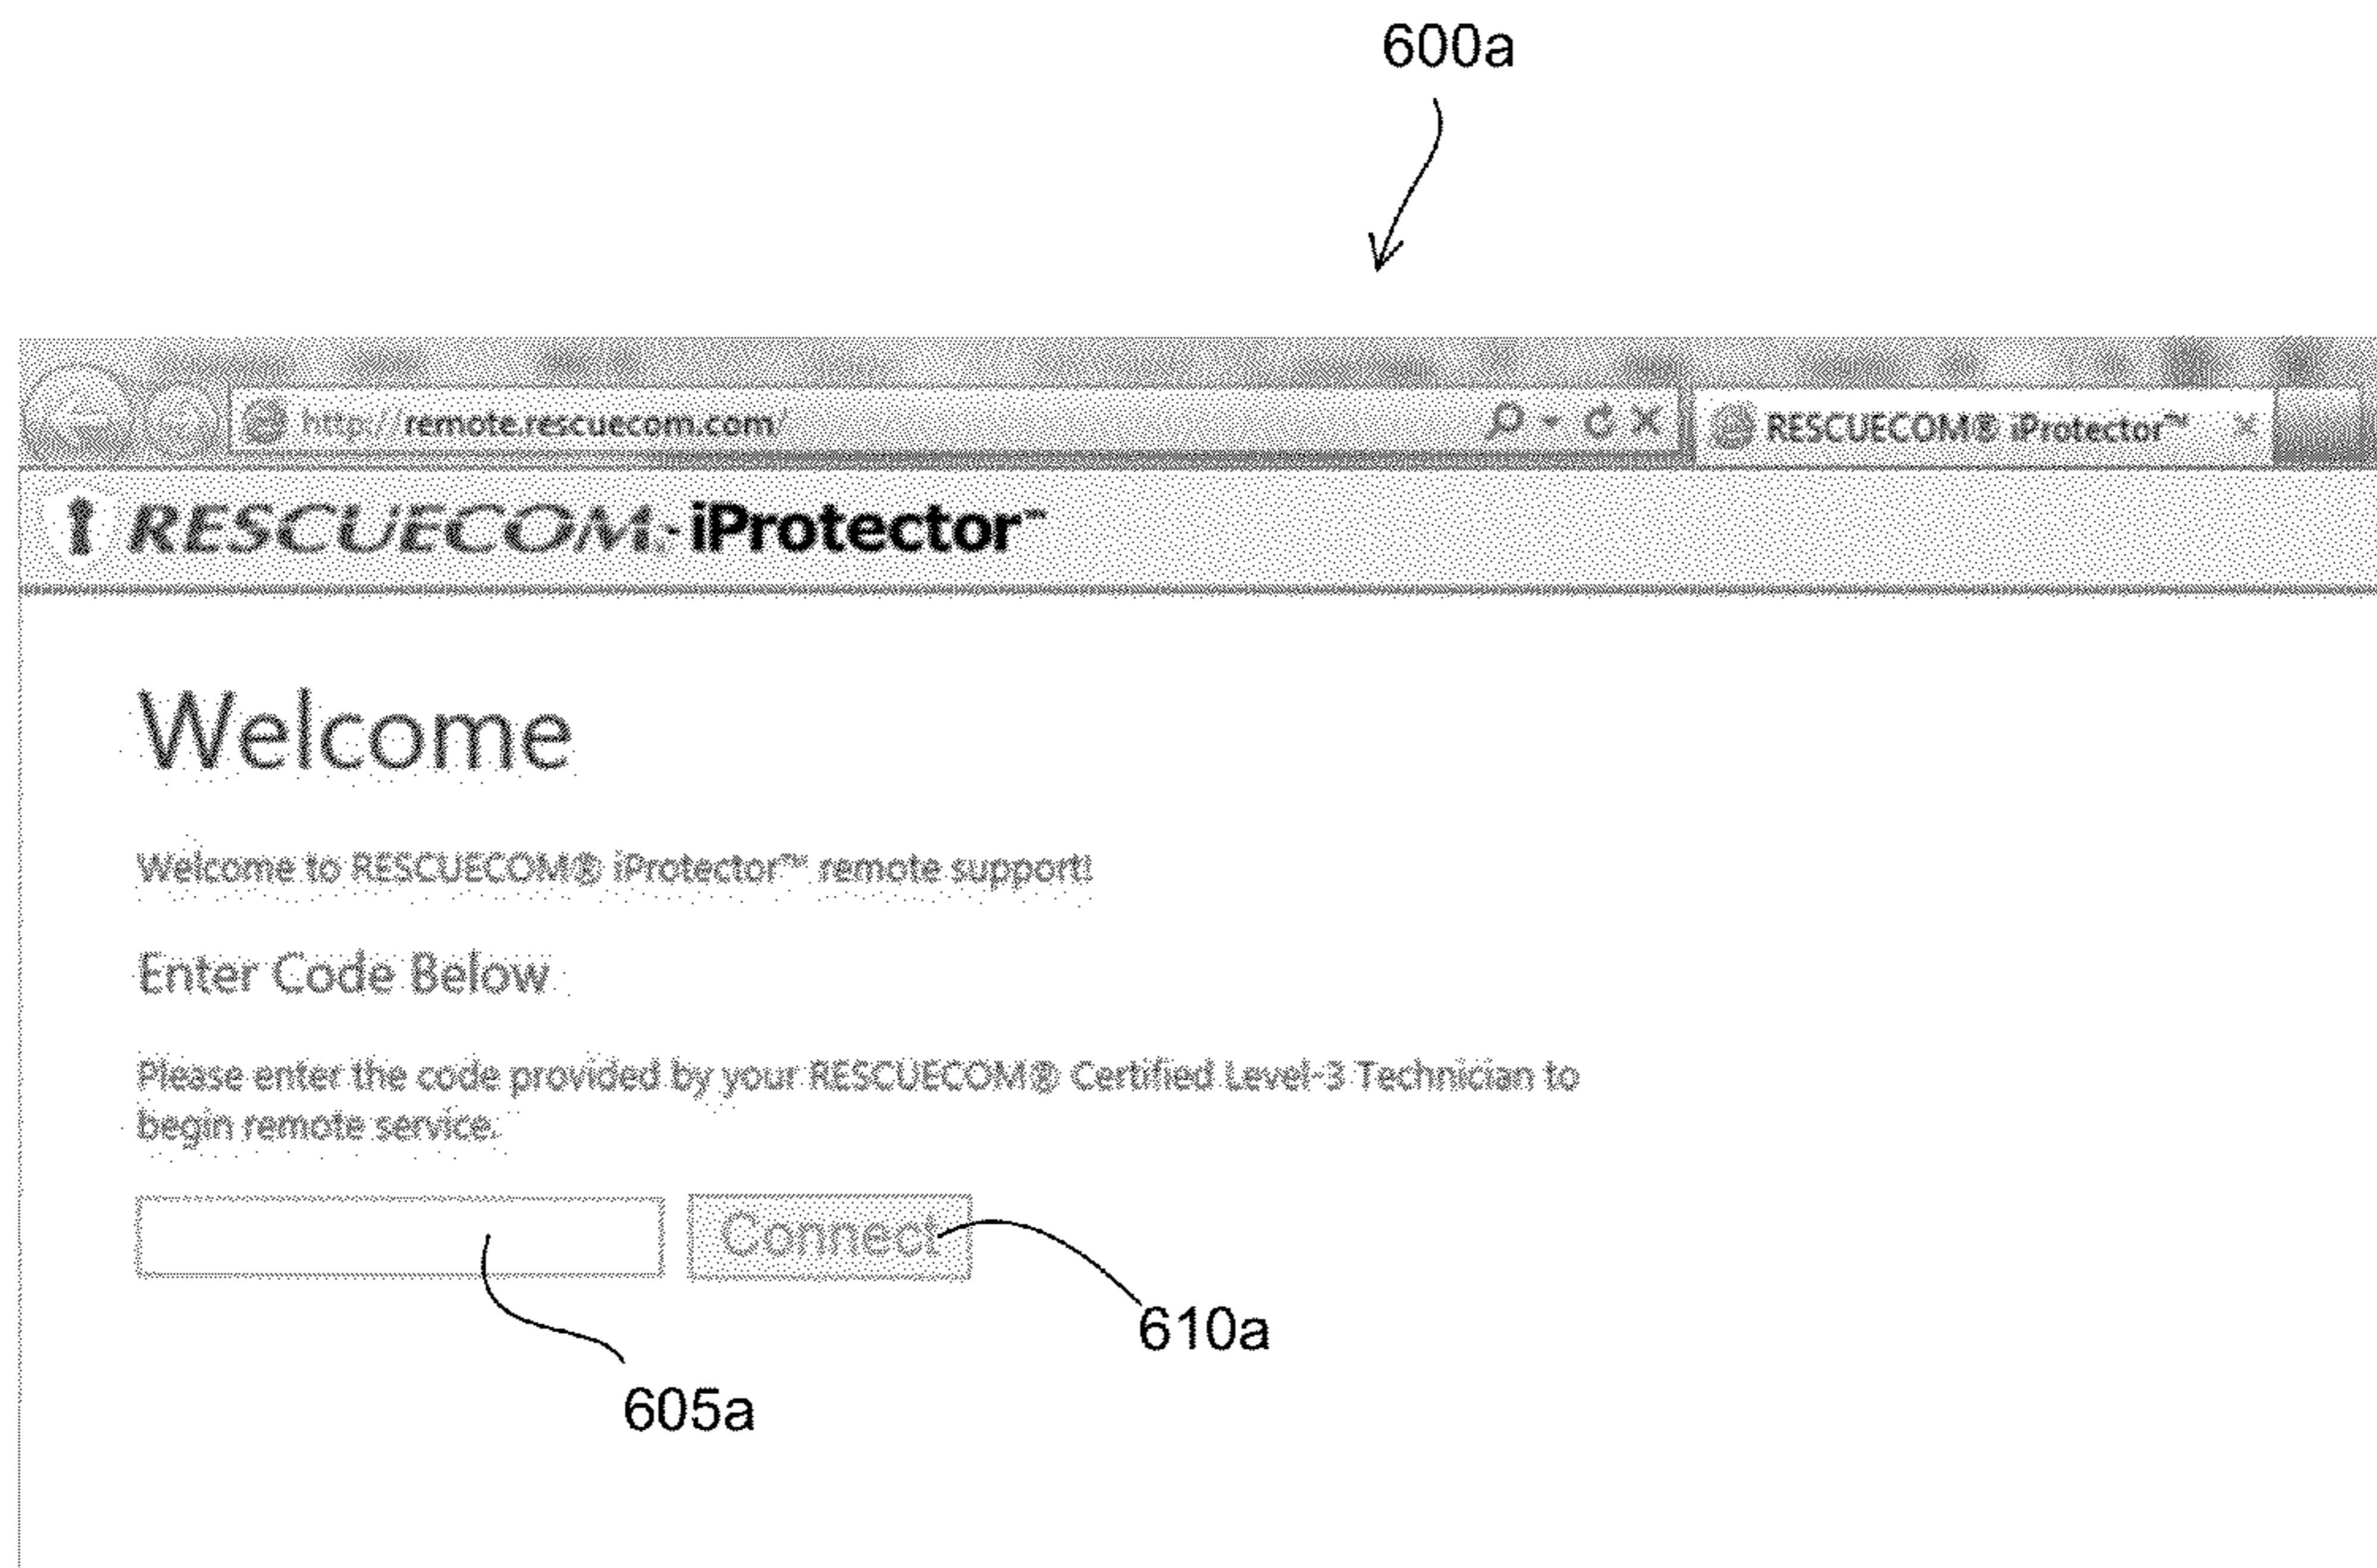 600a
http://remote.rescuecom.com/
RESCUECOM® iProtector™
RESCUECOM® iProtector™
Welcome
Welcome to RESCUECOM® iProtector™ remote support!
Enter Code Below
Please enter the code provided by your RESCUECOM® Certified Level-3 Technician to
begin remote service.
Connect
610a
605a